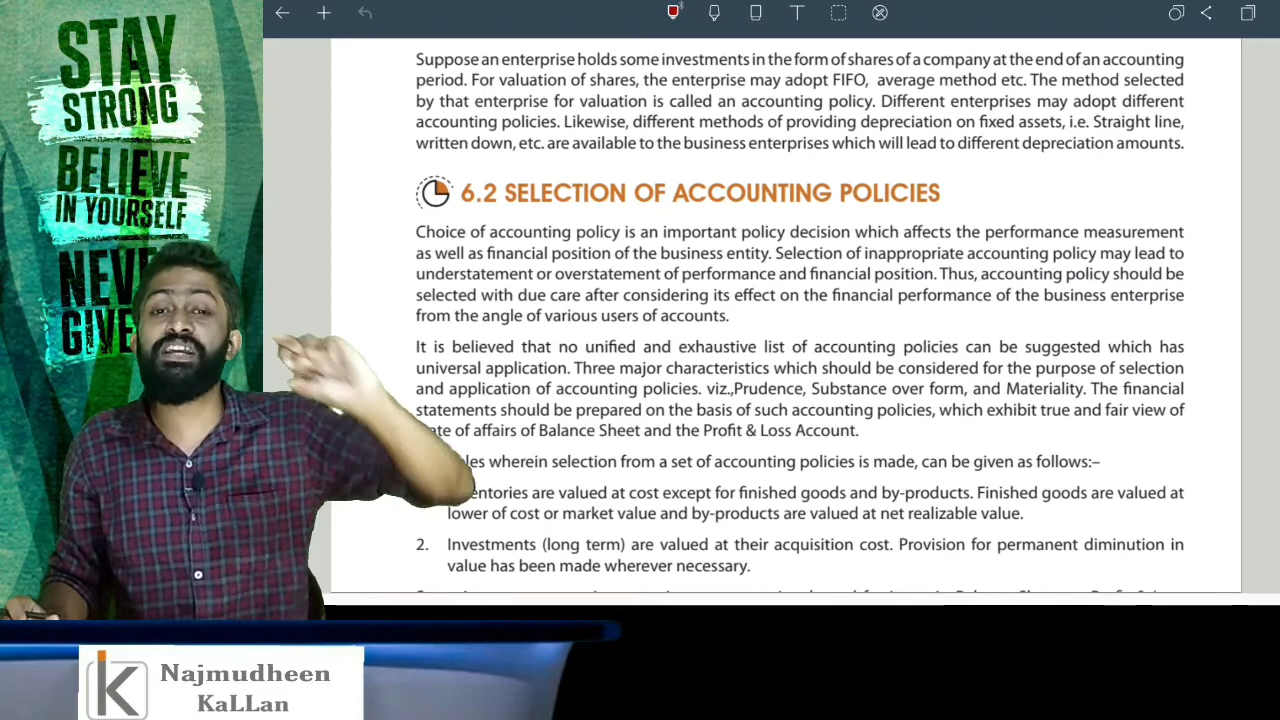 STAY
STRONG
BELIEVE
IN YOURSELF
Suppose an enterprise holds some investments in the form of shares of a company at the end of an accounting
period. For valuation of shares, the enterprise may adopt FIFO, average method etc. The method selected
by that enterprise for valuation is called an accounting policy. Different enterprises may adopt different
accounting policies. Likewise, different methods of providing depreciation on fixed assets, i.e. Straight line,
written down, etc. are available to the business enterprises which will lead to different depreciation amounts.
6.2 SELECTION OF ACCOUNTING POLICIES
Choice of accounting policy is an important policy decision which affects the performance measurement
as well as financial position of the business entity. Selection of inappropriate accounting policy may lead to
understatement or overstatement of performance and financial position. Thus, accounting policy should be
selected with due care after considering its effect on the financial performance of the business enterprise
from the angle of various users of accounts.
It is believed that no unified and exhaustive list of accounting policies can be suggested which has
universal application. Three major characteristics which should be considered for the purpose of selection
and application of accounting policies. viz.,Prudence, Substance over form, and Materiality. The financial
statements should be prepared on the basis of such accounting policies, which exhibit true and fair view of
of affairs of Balance Sheet and the Profit & Loss Account.
wherein selection from a set of accounting policies is made, can be given as follows:–
are valued at cost except for finished goods and by-products. Finished goods are valued at
lower of cost or market value and by-products are valued at net realizable value.
2. Investments (long term) are valued at their acquisition cost. Provision for permanent diminution in
value has been made wherever necessary.
k
Najmudheen
KaLLan